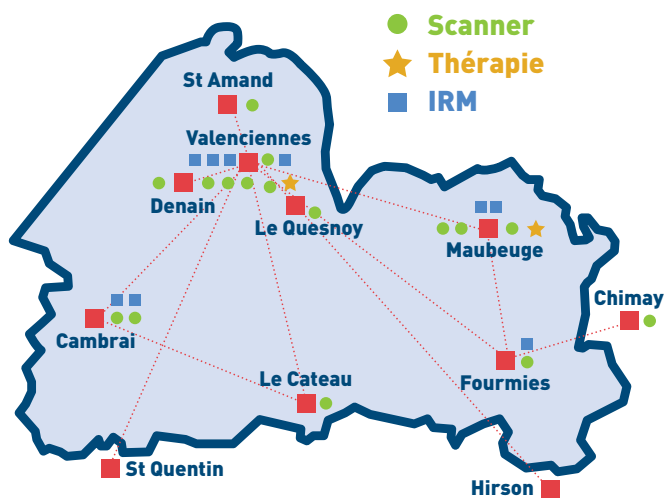 Scanner
Thérapie
IRM
St Amand
Valenciennes
Denain
Le Quesnoy
Maubeuge
Chimay
Cambrai
Le Cateau
Fourmies
St Quentin
Hirson